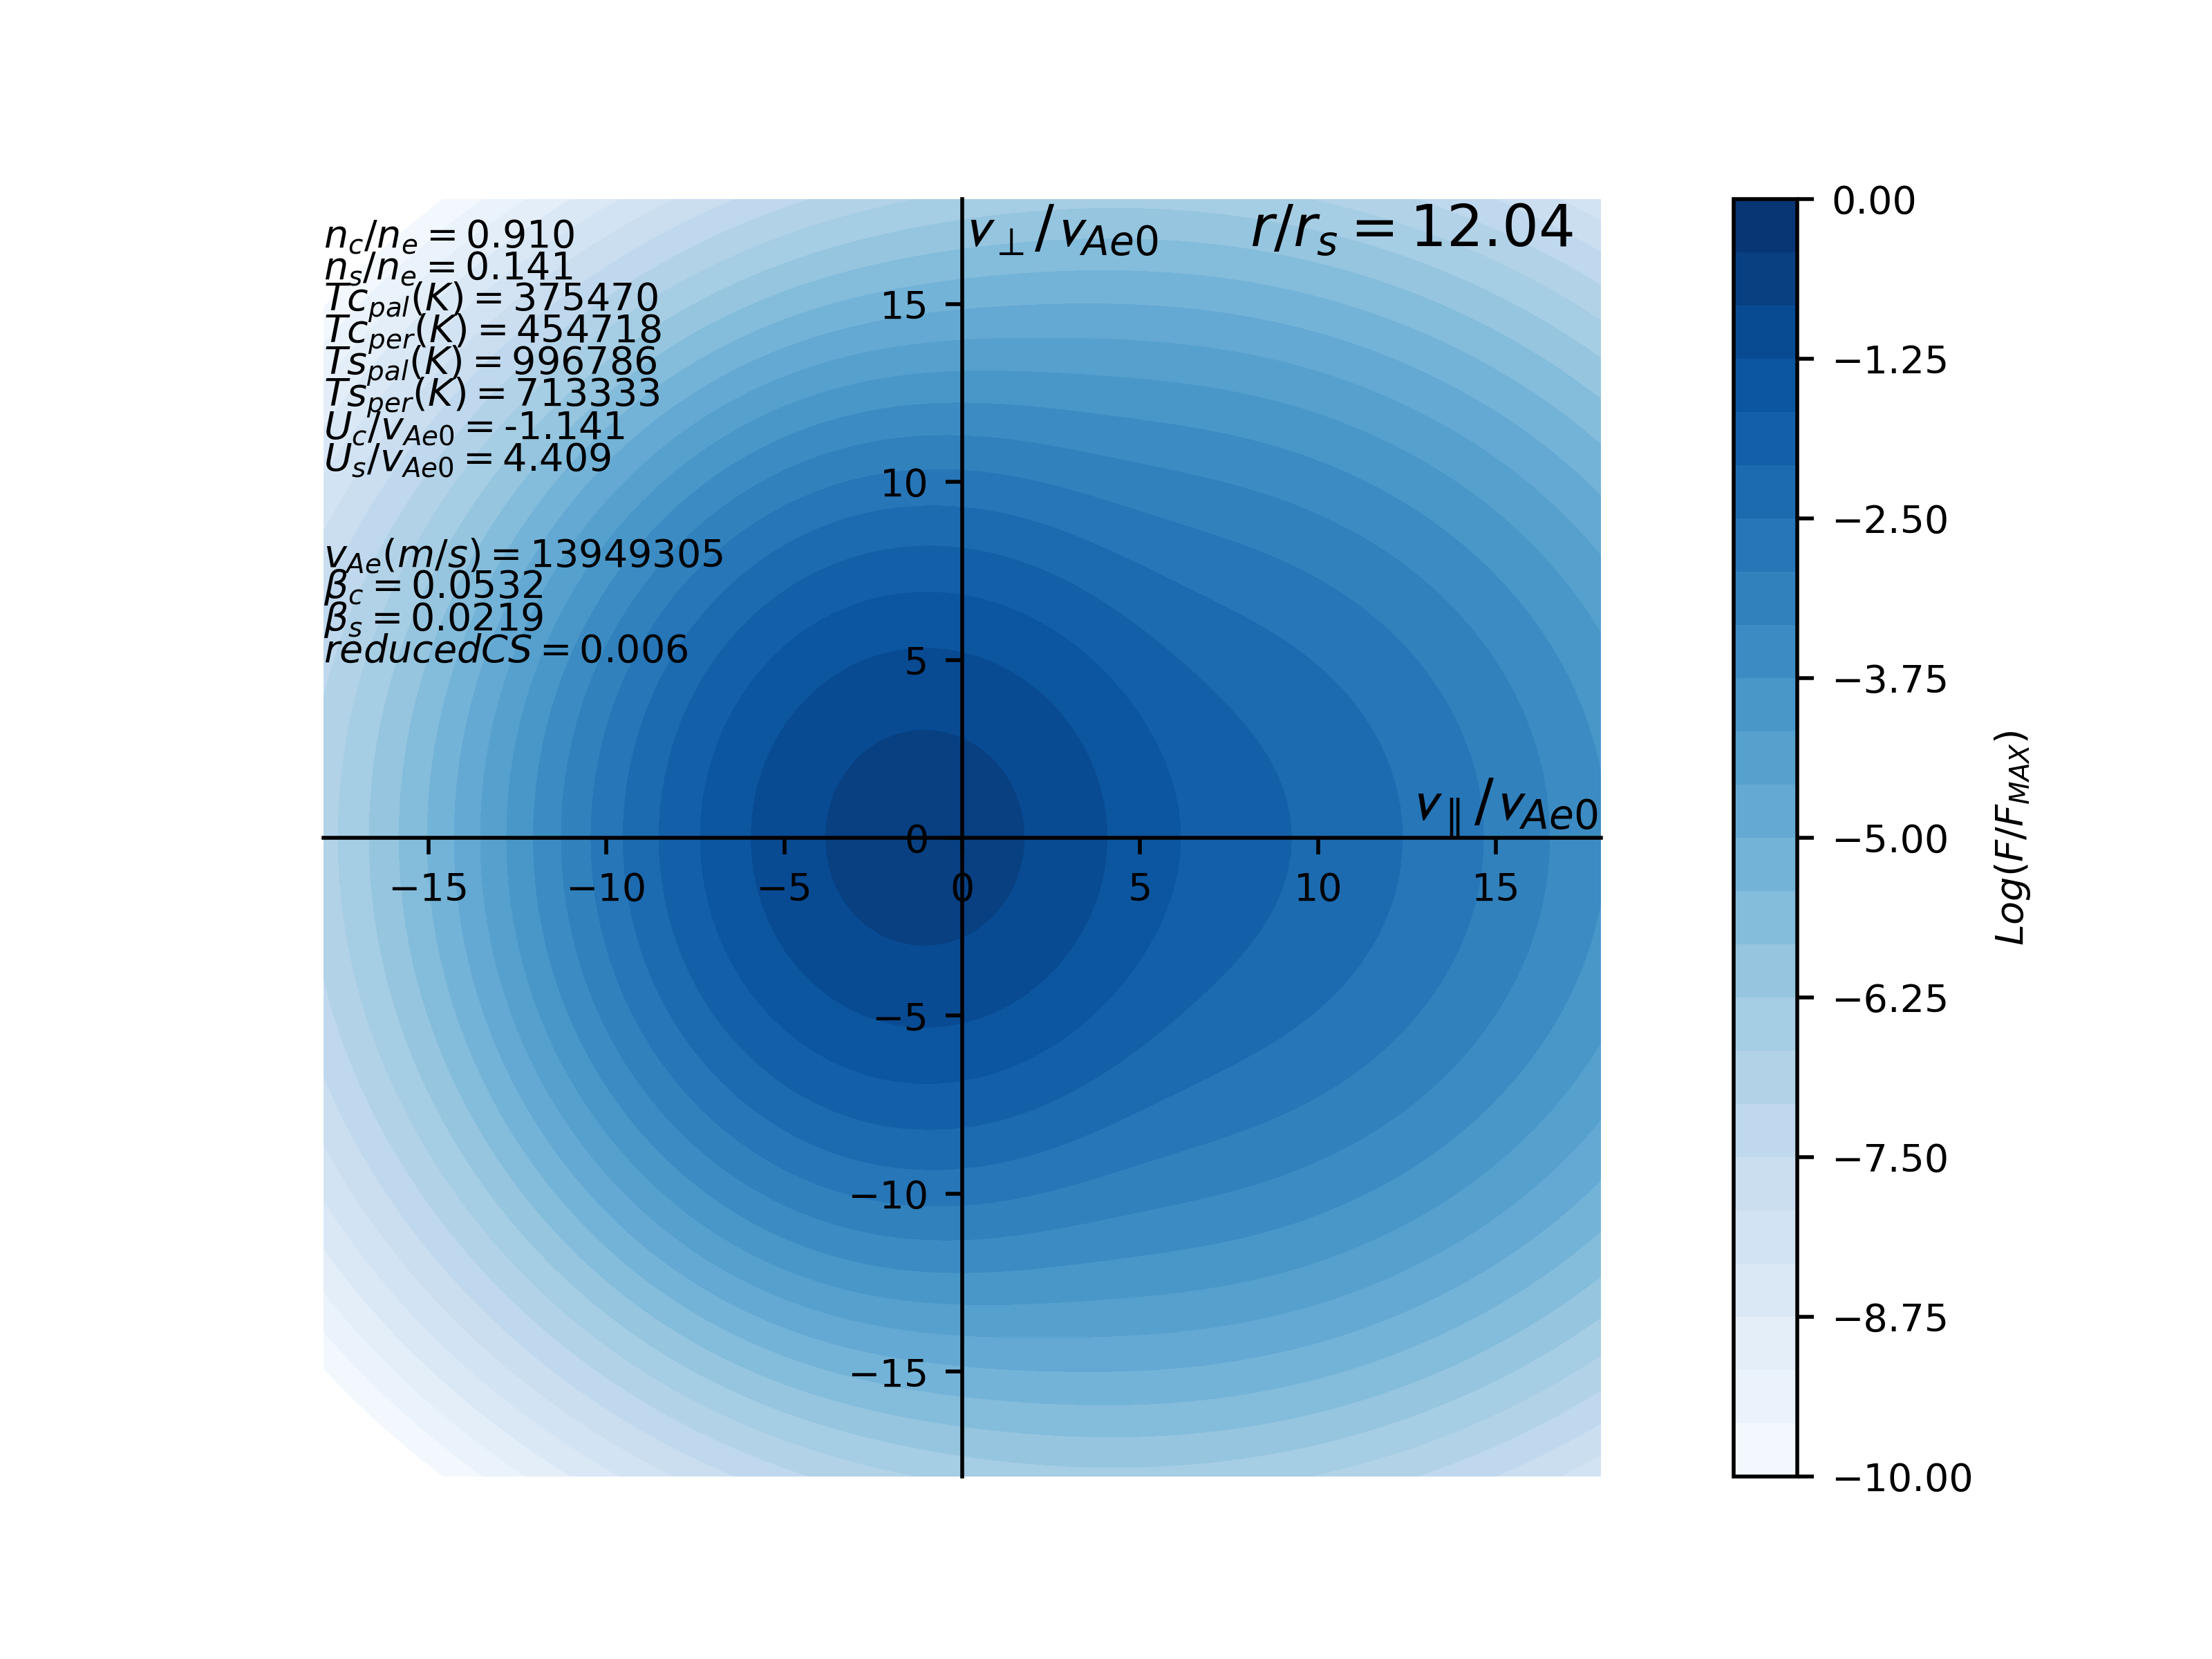 n_c/n_e = 0.910
n_s/n_e = 0.141
Tc_pal(K) = 375470
Tc_per(K) = 454718
Ts_pal(K) = 996786
Ts_per(K) = 713333
U_c/v_Ae0 = -1.141
U_s/v_Ae0 = 4.409
v_Ae(m/s) = 13949305
β_c = 0.0532
β_s = 0.0219
reducedCS = 0.006
v_⊥/v_Ae0
r/r_s = 12.04
15
10
5
0
−5
−10
−15
v_∥/v_Ae0
−15 −10 −5 0 5 10 15
0.00
−1.25
−2.50
−3.75
−5.00
−6.25
−7.50
−8.75
−10.00
Log(F/F_MAX)